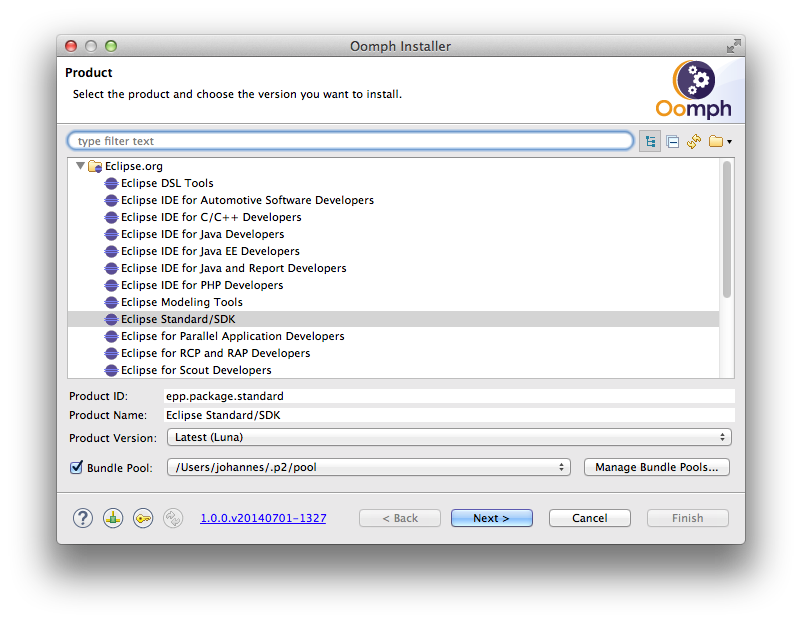 Oomph Installer
Product
Select the product and choose the version you want to install.
Oomph
type filter text
Eclipse.org
Eclipse DSL Tools
Eclipse IDE for Automotive Software Developers
Eclipse IDE for C/C++ Developers
Eclipse IDE for Java Developers
Eclipse IDE for Java EE Developers
Eclipse IDE for Java and Report Developers
Eclipse IDE for PHP Developers
Eclipse Modeling Tools
Eclipse Standard/SDK
Eclipse for Parallel Application Developers
Eclipse for RCP and RAP Developers
Eclipse for Scout Developers
Product ID: epp.package.standard
Product Name: Eclipse Standard/SDK
Product Version: Latest (Luna)
Bundle Pool: /Users/johannes/.p2/pool Manage Bundle Pools...
? 1.0.0.v20140701-1327 < Back Next > Cancel Finish